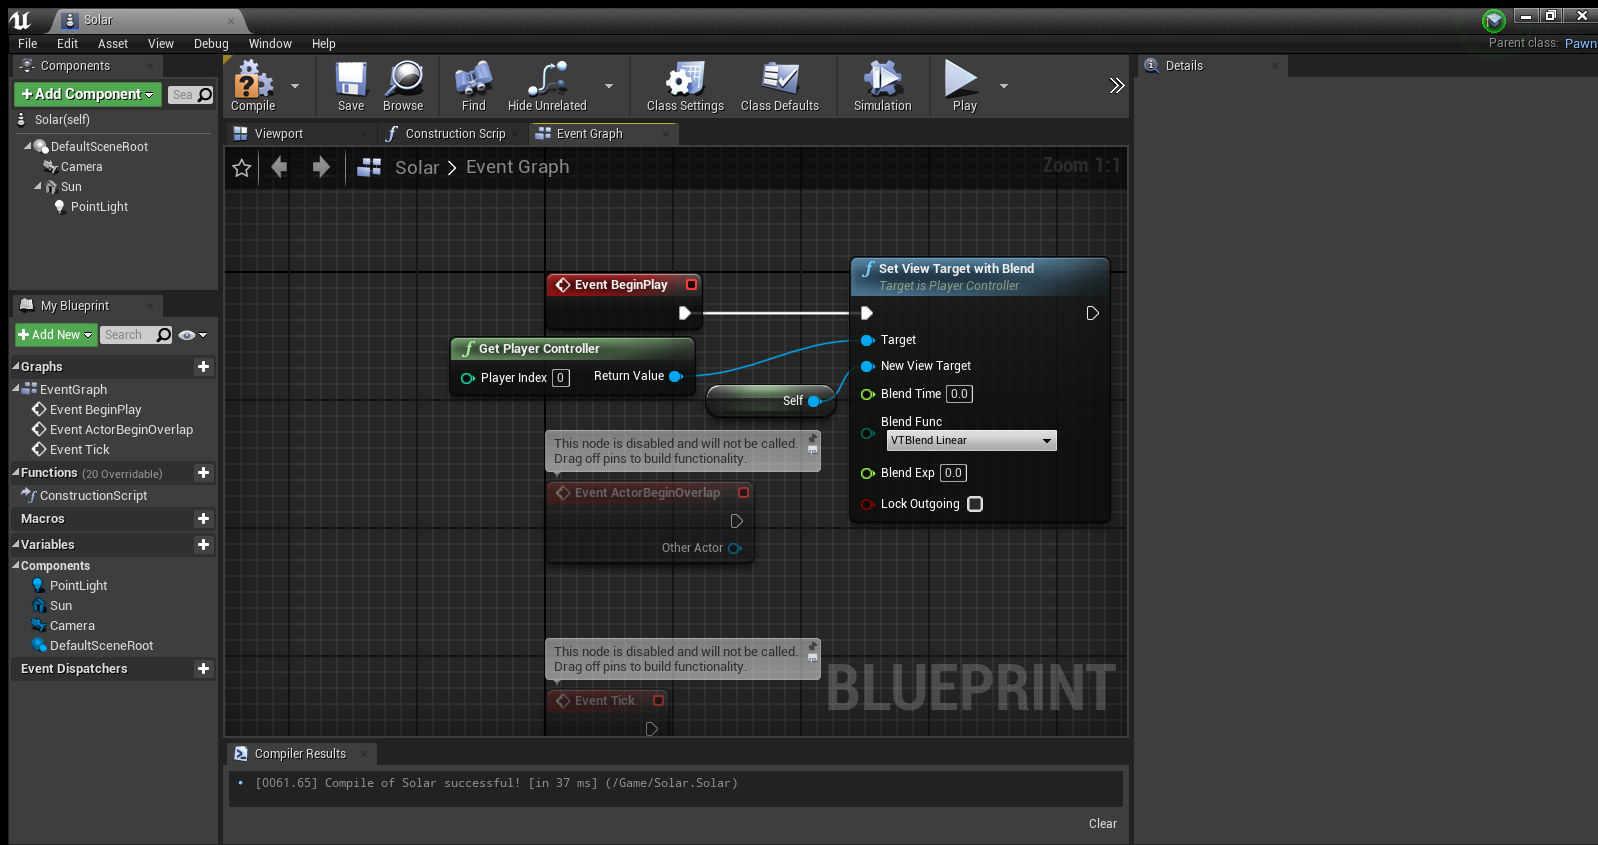 Solar
File Edit Asset View Debug Window Help
Parent class: Pawn
Components
+Add Component
Sea
Solar(self)
DefaultSceneRoot
Camera
Sun
PointLight
My Blueprint
+Add New
Search
Graphs
EventGraph
Event BeginPlay
Event ActorBeginOverlap
Event Tick
Functions (20 Overridable)
ConstructionScript
Macros
Variables
Components
PointLight
Sun
Camera
DefaultSceneRoot
Event Dispatchers
Compile Save Browse Find Hide Unrelated Class Settings Class Defaults Simulation Play
Viewport Construction Scrip Event Graph
Solar > Event Graph
Zoom 1:1
Event BeginPlay
Get Player Controller
Player Index 0 Return Value
Self
Set View Target with Blend
Target is Player Controller
Target
New View Target
Blend Time 0.0
Blend Func
VTBlend Linear
Blend Exp 0.0
Lock Outgoing
This node is disabled and will not be called.
Drag off pins to build functionality.
Event ActorBeginOverlap
Other Actor
This node is disabled and will not be called.
Drag off pins to build functionality.
Event Tick
BLUEPRINT
Compiler Results
• [0061.65] Compile of Solar successful! [in 37 ms] (/Game/Solar.Solar)
Clear
Details